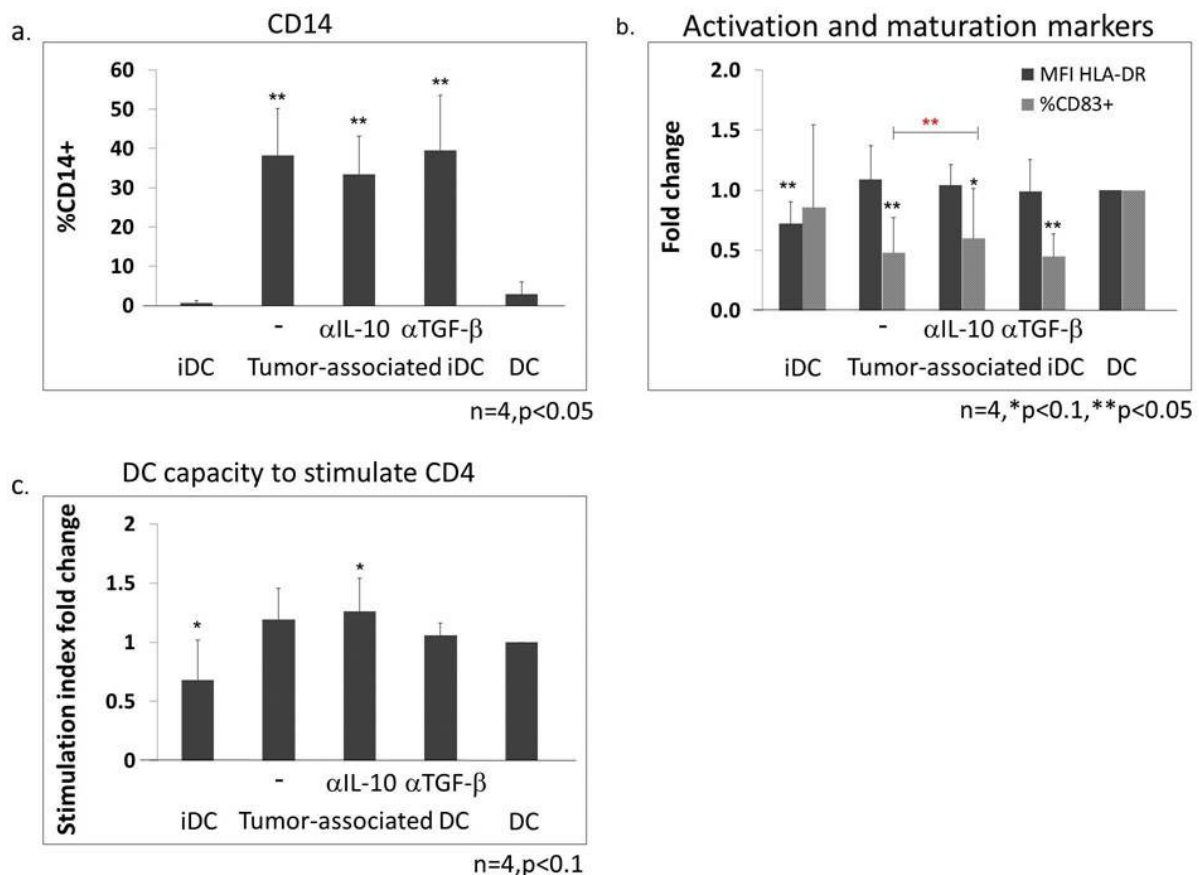 a.
CD14
60
50
40
30
20
10
0
%CD14+
**
**
**
- αIL-10 αTGF-β
iDC Tumor-associated iDC DC
n=4,p<0.05
b.
Activation and maturation markers
2.0
1.5
1.0
0.5
0.0
Fold change
MFI HLA-DR
%CD83+
**
**
**
*
**
- αIL-10 αTGF-β
iDC Tumor-associated iDC DC
n=4,*p<0.1,**p<0.05
c.
DC capacity to stimulate CD4
2
1.5
1
0.5
0
Stimulation index fold change
*
*
- αIL-10 αTGF-β
iDC Tumor-associated DC DC
n=4,p<0.1